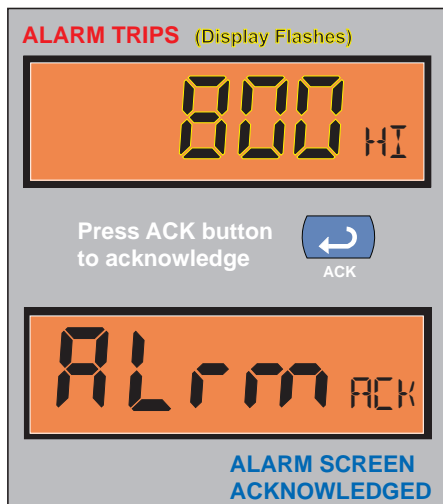 ALARM TRIPS (Display Flashes)
800 HI
Press ACK button
to acknowledge
ACK
ALrm ACK
ALARM SCREEN
ACKNOWLEDGED